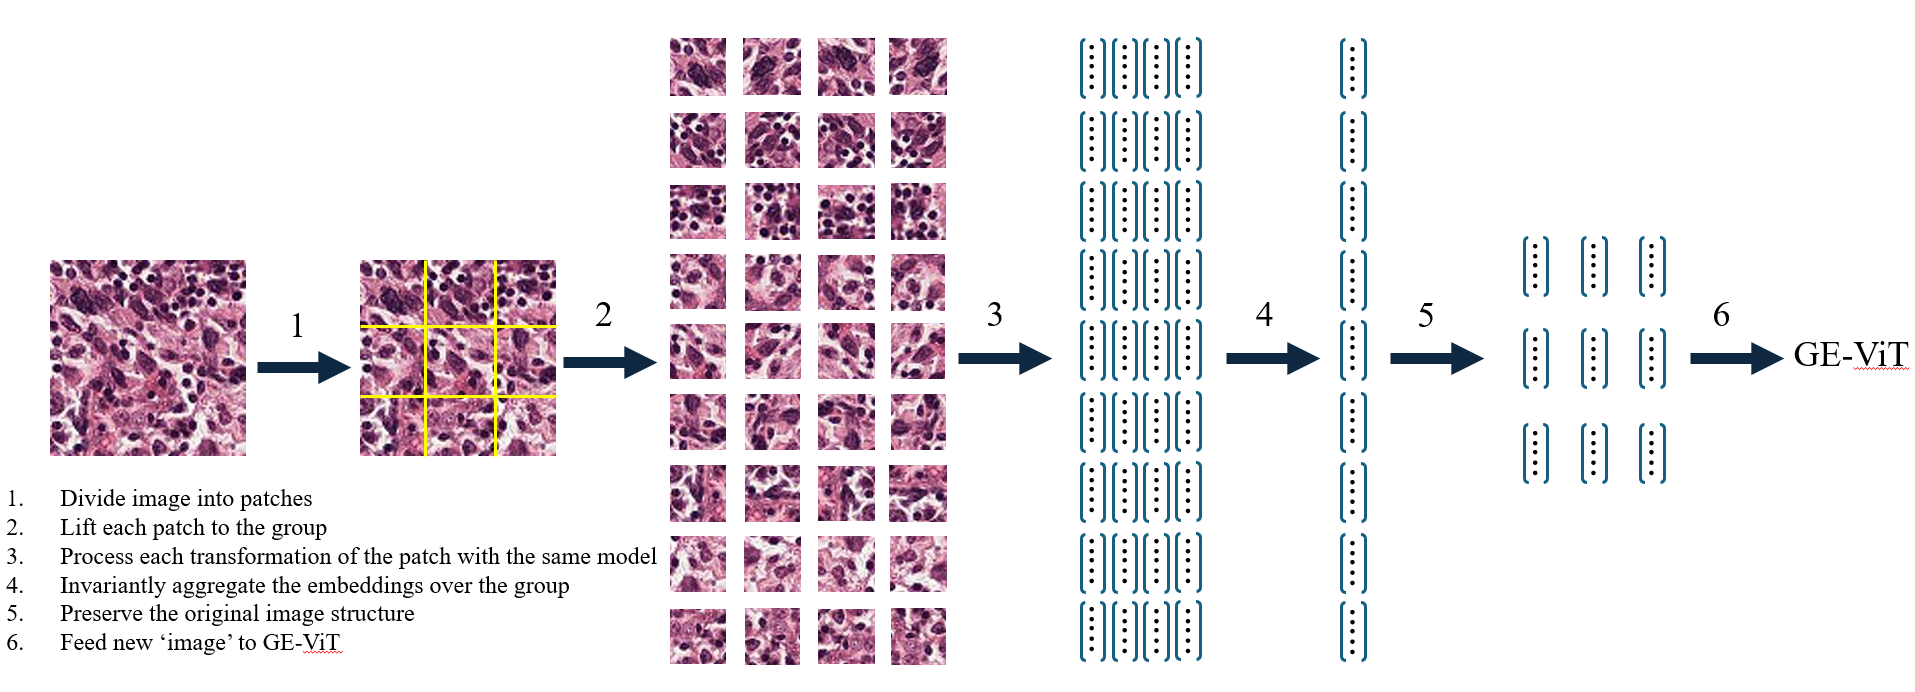 1
2
3
4
5
6
GE-ViT
1. Divide image into patches
2. Lift each patch to the group
3. Process each transformation of the patch with the same model
4. Invariantly aggregate the embeddings over the group
5. Preserve the original image structure
6. Feed new ‘image’ to GE-ViT